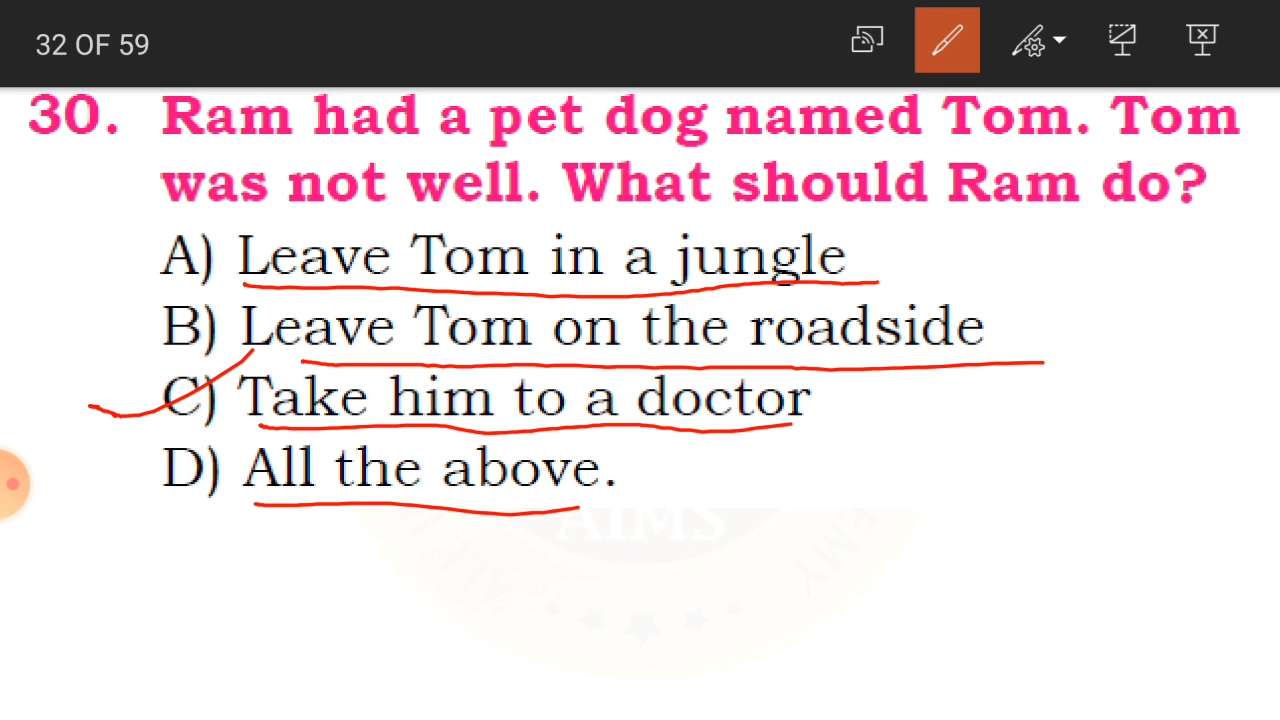 32 OF 59
30. Ram had a pet dog named Tom. Tom
was not well. What should Ram do?
A) Leave Tom in a jungle
B) Leave Tom on the roadside
C) Take him to a doctor
D) All the above.
AIMS